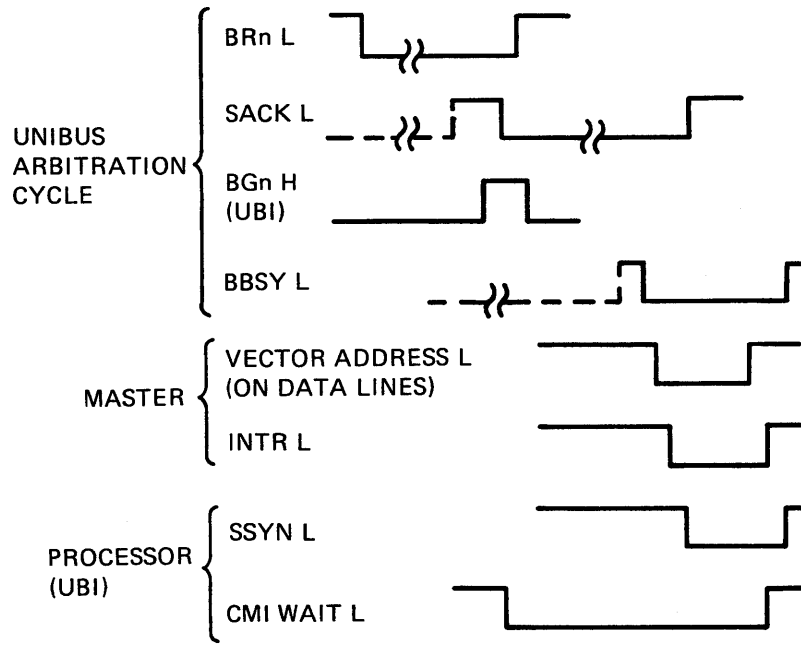 UNIBUS
ARBITRATION
CYCLE
BRn L
SACK L
BGn H
(UBI)
BBSY L
MASTER
VECTOR ADDRESS L
(ON DATA LINES)
INTR L
PROCESSOR
(UBI)
SSYN L
CMI WAIT L